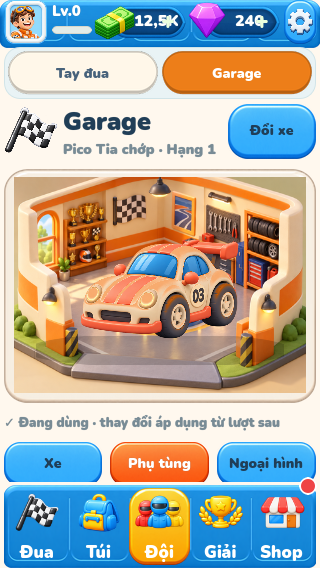 Lv.0
12,5K
240+
Tay đua
Garage
Garage
Pico Tia chớp · Hạng 1
Đổi xe
03
✓ Đang dùng · thay đổi áp dụng từ lượt sau
Xe
Phụ tùng
Ngoại hình
Đua
Túi
Đội
Giải
Shop